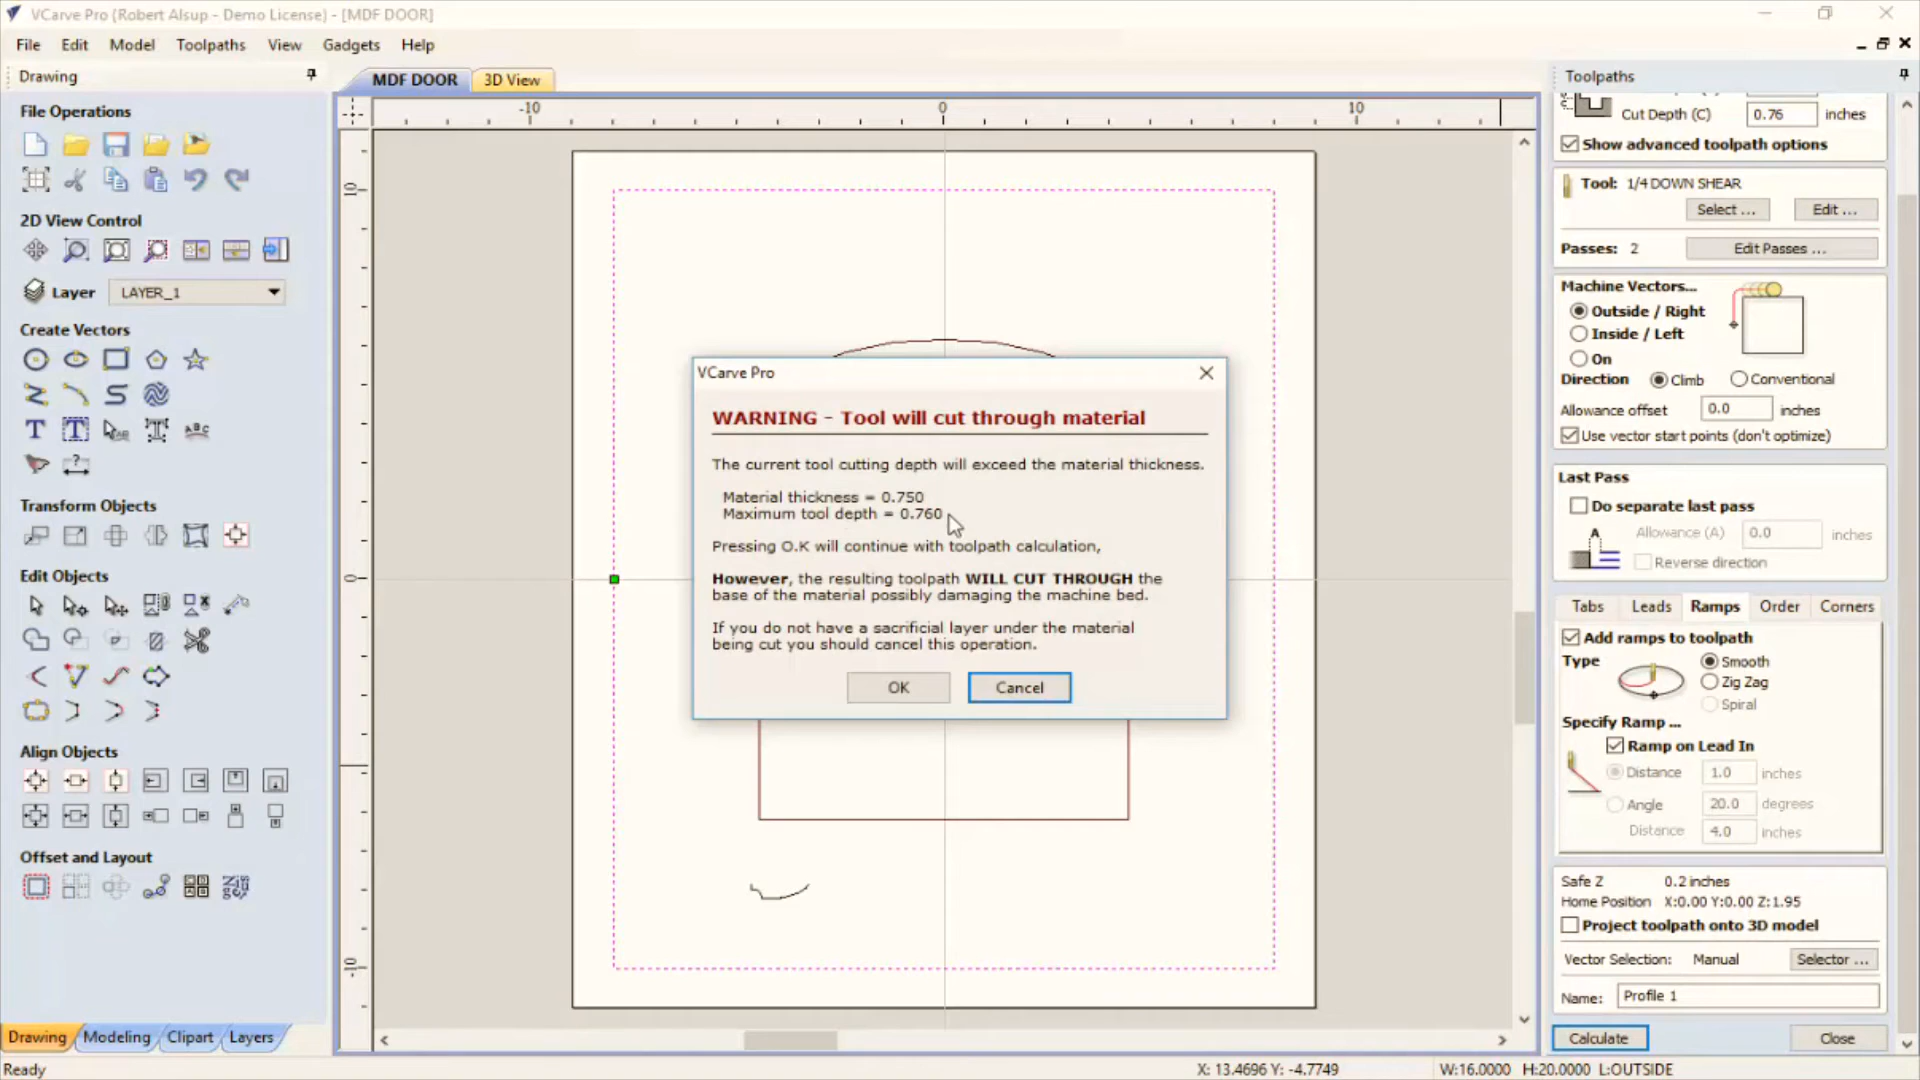 VCarve Pro (Robert Alsup - Demo License) - [MDF DOOR]
File Edit Model Toolpaths View Gadgets Help
Drawing
File Operations
2D View Control
Layer LAYER_1
Create Vectors
Transform Objects
Edit Objects
Align Objects
Offset and Layout
Drawing Modeling Clipart Layers
Ready
MDF DOOR 3D View
-10 0 10
10
0
-10
VCarve Pro
WARNING - Tool will cut through material
The current tool cutting depth will exceed the material thickness.
Material thickness = 0.750
Maximum tool depth = 0.760
Pressing O.K will continue with toolpath calculation,
However, the resulting toolpath WILL CUT THROUGH the
base of the material possibly damaging the machine bed.
If you do not have a sacrificial layer under the material
being cut you should cancel this operation.
OK Cancel
Toolpaths
Cut Depth (C) 0.76 inches
Show advanced toolpath options
Tool: 1/4 DOWN SHEAR
Select ... Edit ...
Passes: 2 Edit Passes ...
Machine Vectors...
Outside / Right
Inside / Left
On
Direction Climb Conventional
Allowance offset 0.0 inches
Use vector start points (don't optimize)
Last Pass
Do separate last pass
A Allowance (A) 0.0 inches
Reverse direction
Tabs Leads Ramps Order Corners
Add ramps to toolpath
Type Smooth
Zig Zag
Spiral
Specify Ramp ...
Ramp on Lead In
Distance 1.0 inches
Angle 20.0 degrees
Distance 4.0 inches
Safe Z 0.2 inches
Home Position X:0.00 Y:0.00 Z:1.95
Project toolpath onto 3D model
Vector Selection: Manual Selector ...
Name: Profile 1
Calculate Close
X: 13.4696 Y: -4.7749 W:16.0000 H:20.0000 L:OUTSIDE